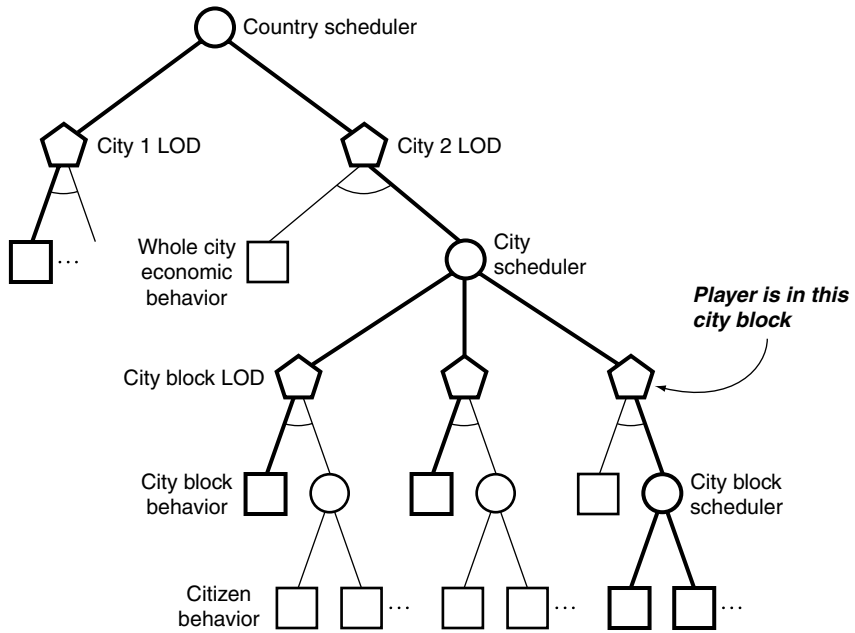 Country scheduler
City 1 LOD
City 2 LOD
...
Whole city
economic
behavior
City
scheduler
Player is in this
city block
City block LOD
City block
behavior
City block
scheduler
Citizen
behavior
...
...
...